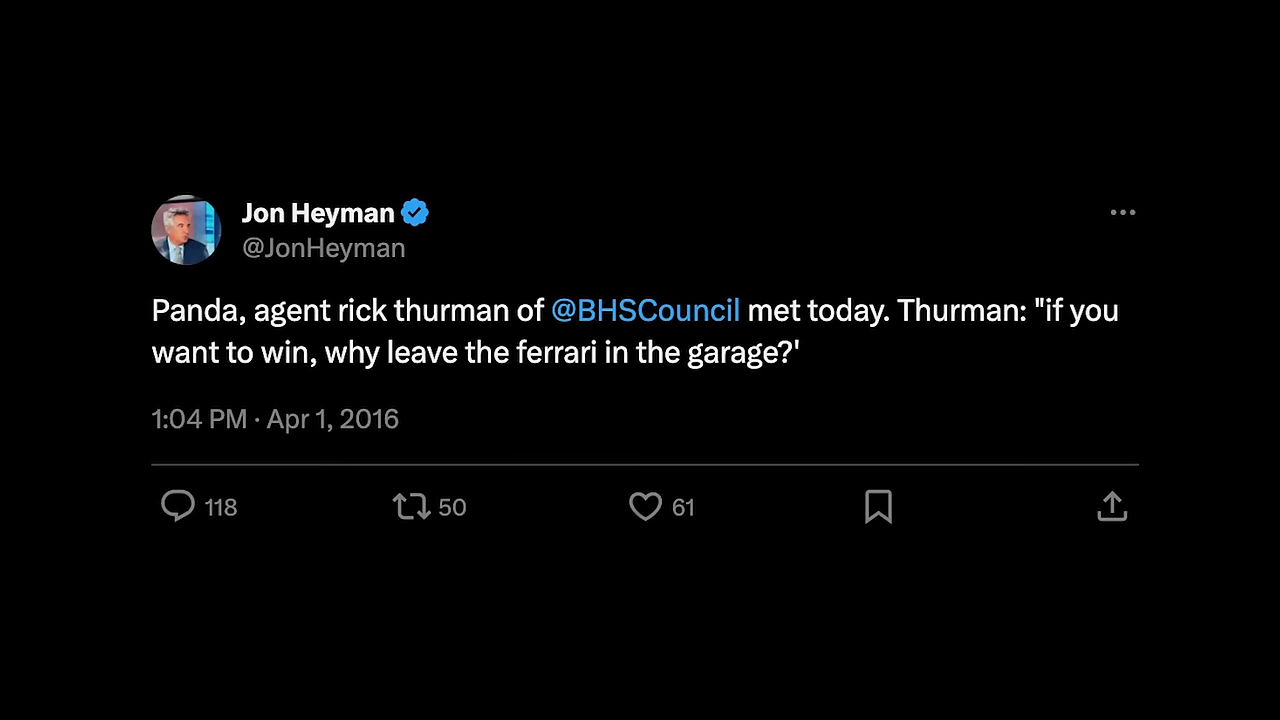 Jon Heyman
@JonHeyman
Panda, agent rick thurman of @BHSCouncil met today. Thurman: "if you
want to win, why leave the ferrari in the garage?'
1:04 PM · Apr 1, 2016
118 50 61